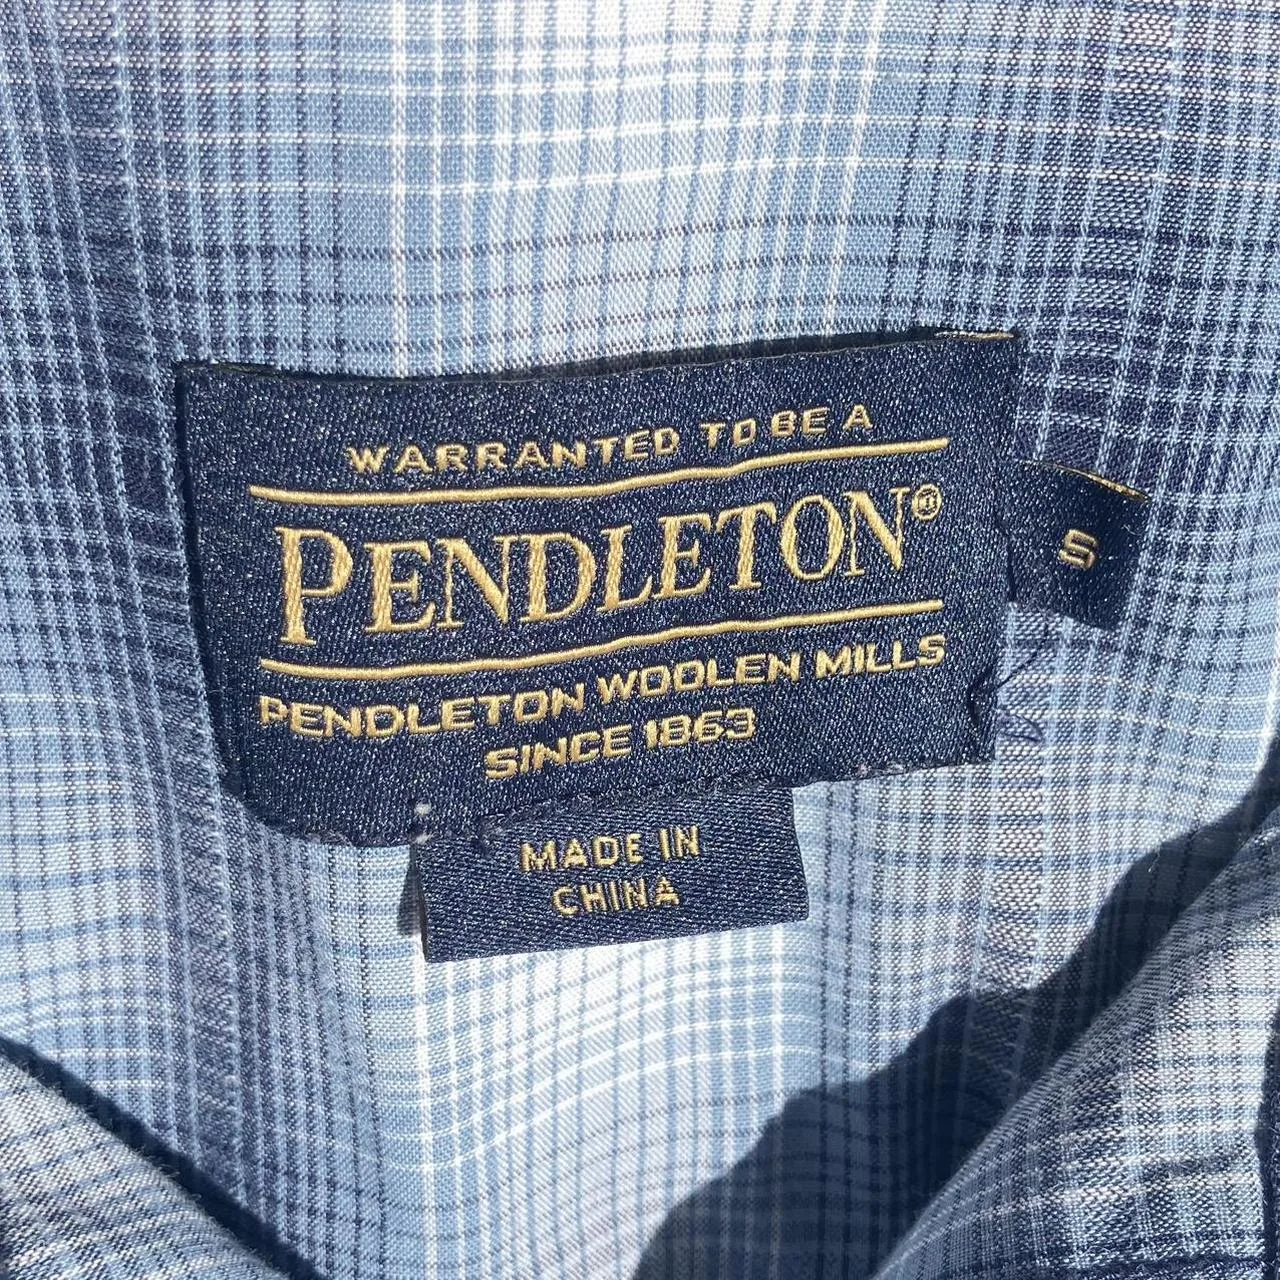 WARRANTED TO BE A
PENDLETON®
PENDLETON WOOLEN MILLS
SINCE 1863
S
MADE IN
CHINA